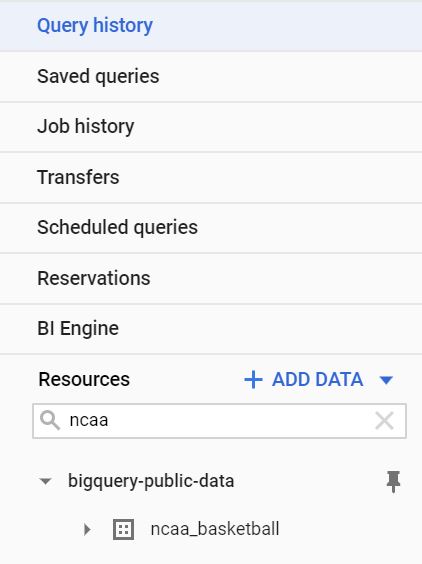 Query history
Saved queries
Job history
Transfers
Scheduled queries
Reservations
BI Engine
Resources + ADD DATA
ncaa
bigquery-public-data
ncaa_basketball